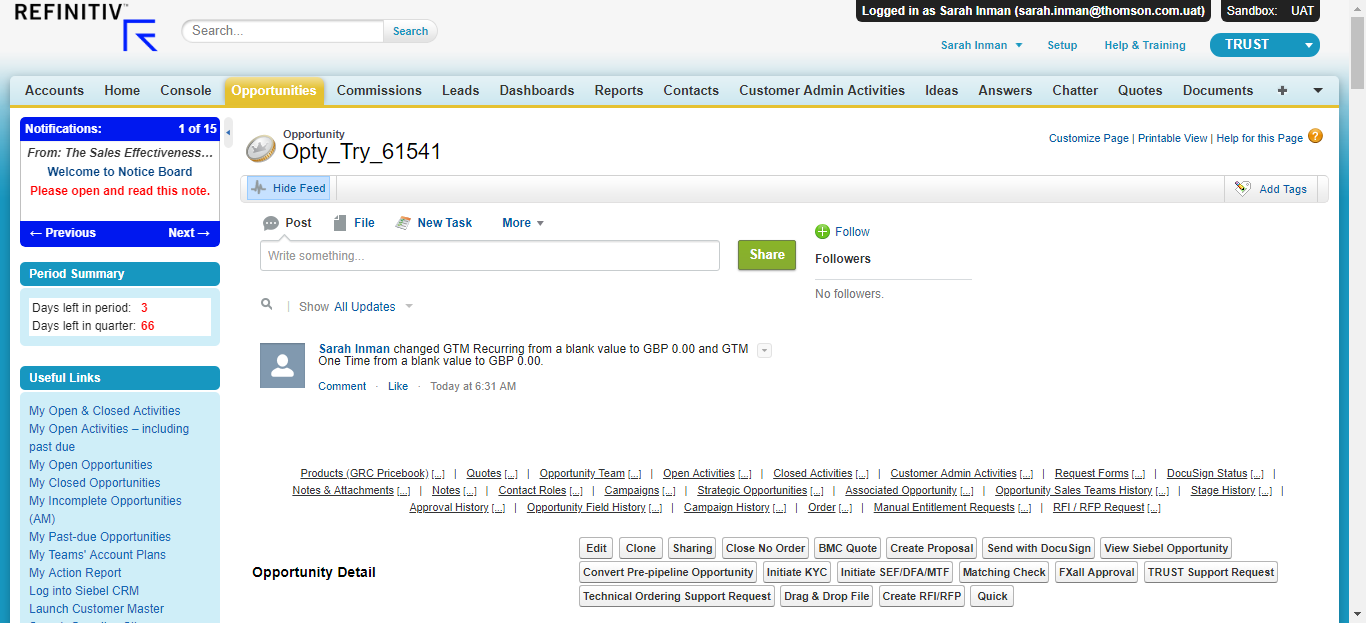 REFINITIV™
Search... Search
Logged in as Sarah Inman (sarah.inman@thomson.com.uat) Sandbox: UAT
Sarah Inman Setup Help & Training TRUST
Accounts Home Console Opportunities Commissions Leads Dashboards Reports Contacts Customer Admin Activities Ideas Answers Chatter Quotes Documents +
Notifications: 1 of 15
From: The Sales Effectiveness...
Welcome to Notice Board
Please open and read this note.
← Previous Next →
Period Summary
Days left in period: 3
Days left in quarter: 66
Useful Links
My Open & Closed Activities
My Open Activities – including
past due
My Open Opportunities
My Closed Opportunities
My Incomplete Opportunities
(AM)
My Past-due Opportunities
My Teams' Account Plans
My Action Report
Log into Siebel CRM
Launch Customer Master
Opportunity
Opty_Try_61541
Customize Page | Printable View | Help for this Page ?
Hide Feed Add Tags
Post File New Task More
Write something... Share
Follow
Followers
No followers.
Show All Updates
Sarah Inman changed GTM Recurring from a blank value to GBP 0.00 and GTM
One Time from a blank value to GBP 0.00.
Comment · Like · Today at 6:31 AM
Products (GRC Pricebook) [...] | Quotes [...] | Opportunity Team [...] | Open Activities [...] | Closed Activities [...] | Customer Admin Activities [...] | Request Forms [...] | DocuSign Status [...] |
Notes & Attachments [...] | Notes [...] | Contact Roles [...] | Campaigns [...] | Strategic Opportunities [...] | Associated Opportunity [...] | Opportunity Sales Teams History [...] | Stage History [...] |
Approval History [...] | Opportunity Field History [...] | Campaign History [...] | Order [...] | Manual Entitlement Requests [...] | RFI / RFP Request [...]
Opportunity Detail
Edit Clone Sharing Close No Order BMC Quote Create Proposal Send with DocuSign View Siebel Opportunity
Convert Pre-pipeline Opportunity Initiate KYC Initiate SEF/DFA/MTF Matching Check FXall Approval TRUST Support Request
Technical Ordering Support Request Drag & Drop File Create RFI/RFP Quick